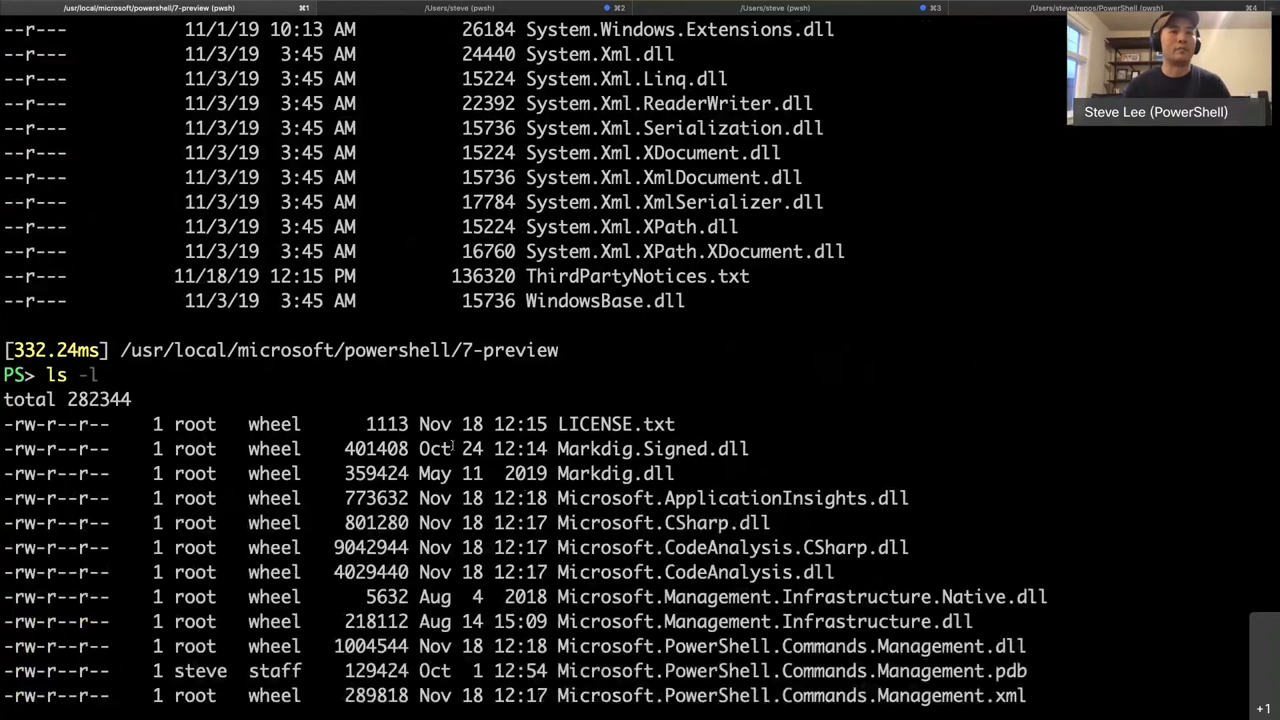 /usr/local/microsoft/powershell/7-preview (pwsh) ⌘1 /Users/steve (pwsh) ⌘2 /Users/steve (pwsh) ⌘3 /Users/steve/repos/PowerShell (pwsh) ⌘4
--r--- 11/1/19 10:13 AM 26184 System.Windows.Extensions.dll
--r--- 11/3/19 3:45 AM 24440 System.Xml.dll
--r--- 11/3/19 3:45 AM 15224 System.Xml.Linq.dll
--r--- 11/3/19 3:45 AM 22392 System.Xml.ReaderWriter.dll
Steve Lee (PowerShell)
--r--- 11/3/19 3:45 AM 15736 System.Xml.Serialization.dll
--r--- 11/3/19 3:45 AM 15224 System.Xml.XDocument.dll
--r--- 11/3/19 3:45 AM 15736 System.Xml.XmlDocument.dll
--r--- 11/3/19 3:45 AM 17784 System.Xml.XmlSerializer.dll
--r--- 11/3/19 3:45 AM 15224 System.Xml.XPath.dll
--r--- 11/3/19 3:45 AM 16760 System.Xml.XPath.XDocument.dll
--r--- 11/18/19 12:15 PM 136320 ThirdPartyNotices.txt
--r--- 11/3/19 3:45 AM 15736 WindowsBase.dll
[332.24ms] /usr/local/microsoft/powershell/7-preview
PS> ls -l
total 282344
-rw-r--r-- 1 root wheel 1113 Nov 18 12:15 LICENSE.txt
-rw-r--r-- 1 root wheel 401408 Oct 24 12:14 Markdig.Signed.dll
-rw-r--r-- 1 root wheel 359424 May 11 2019 Markdig.dll
-rw-r--r-- 1 root wheel 773632 Nov 18 12:18 Microsoft.ApplicationInsights.dll
-rw-r--r-- 1 root wheel 801280 Nov 18 12:17 Microsoft.CSharp.dll
-rw-r--r-- 1 root wheel 9042944 Nov 18 12:17 Microsoft.CodeAnalysis.CSharp.dll
-rw-r--r-- 1 root wheel 4029440 Nov 18 12:17 Microsoft.CodeAnalysis.dll
-rw-r--r-- 1 root wheel 5632 Aug 4 2018 Microsoft.Management.Infrastructure.Native.dll
-rw-r--r-- 1 root wheel 218112 Aug 14 15:09 Microsoft.Management.Infrastructure.dll
-rw-r--r-- 1 root wheel 1004544 Nov 18 12:18 Microsoft.PowerShell.Commands.Management.dll
-rw-r--r-- 1 steve staff 129424 Oct 1 12:54 Microsoft.PowerShell.Commands.Management.pdb
-rw-r--r-- 1 root wheel 289818 Nov 18 12:17 Microsoft.PowerShell.Commands.Management.xml
+1